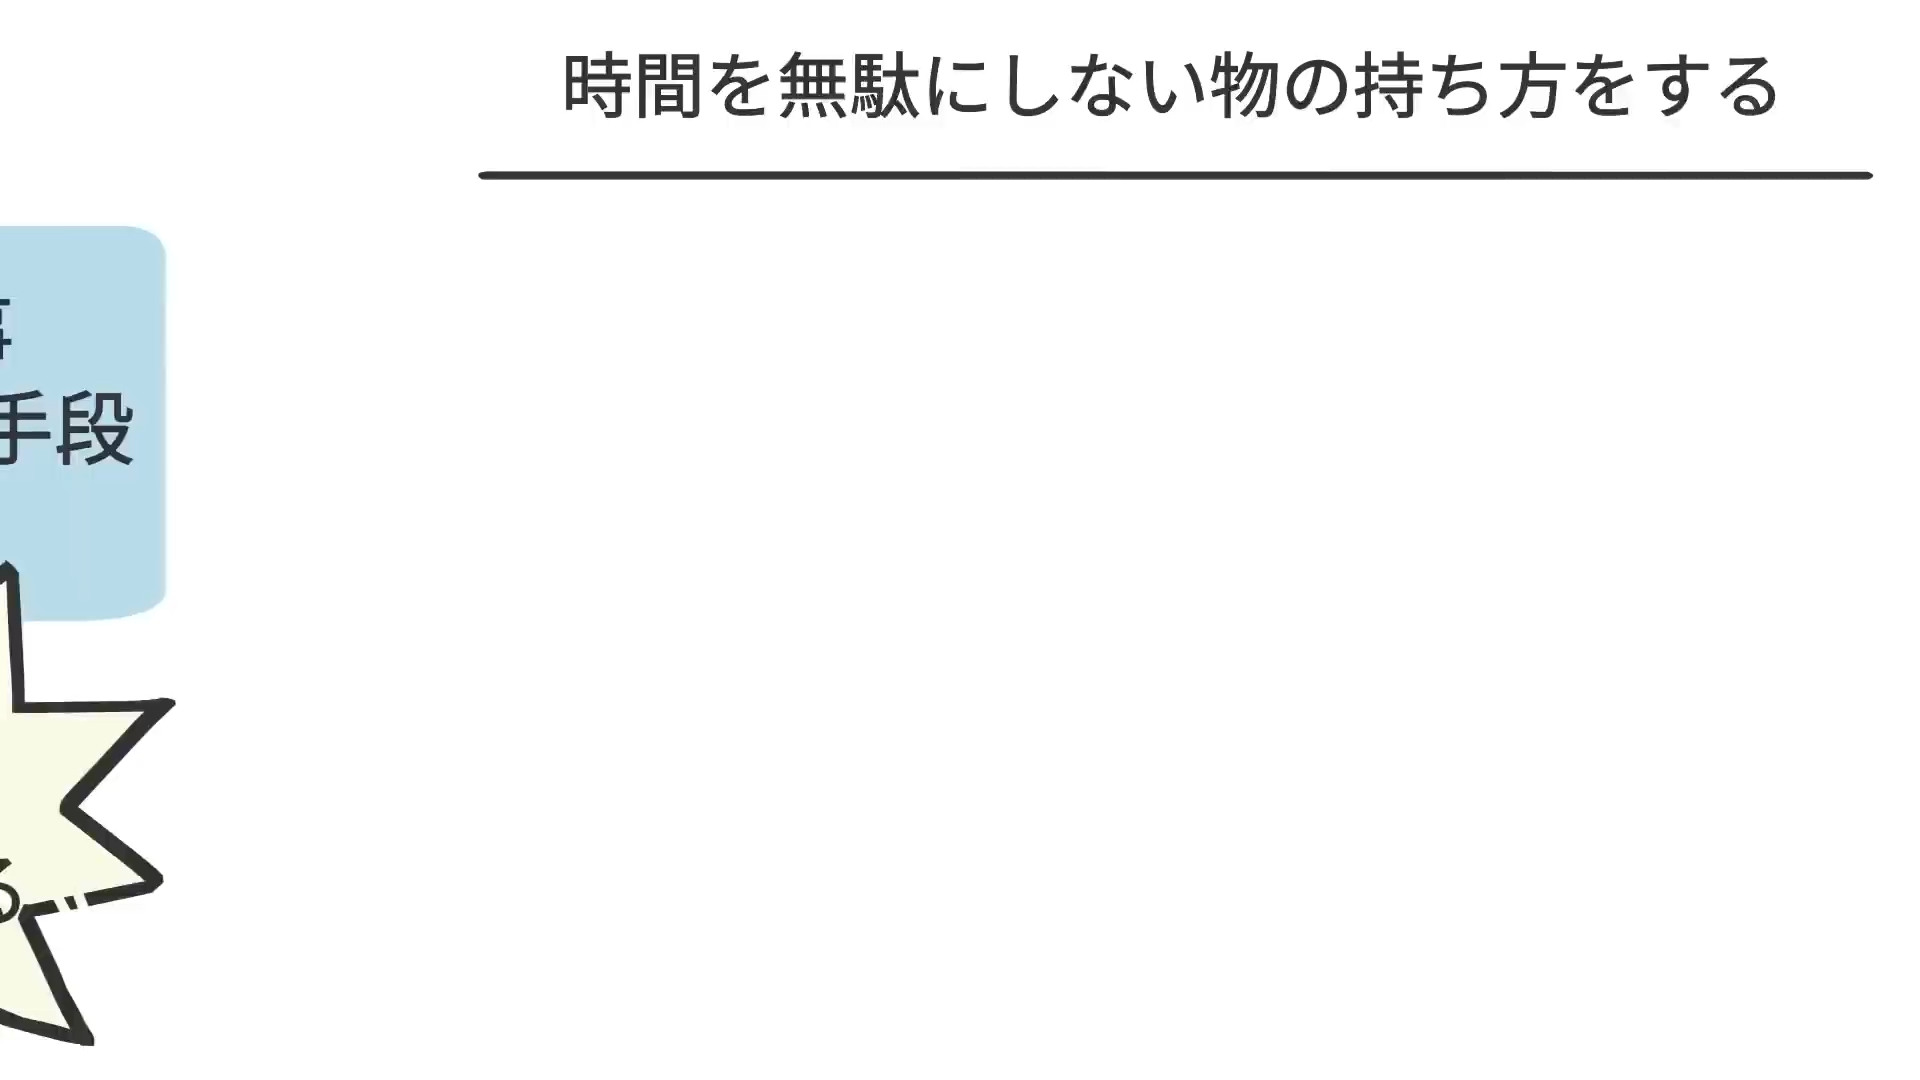 時間を無駄にしない物の持ち方をする
手段
る